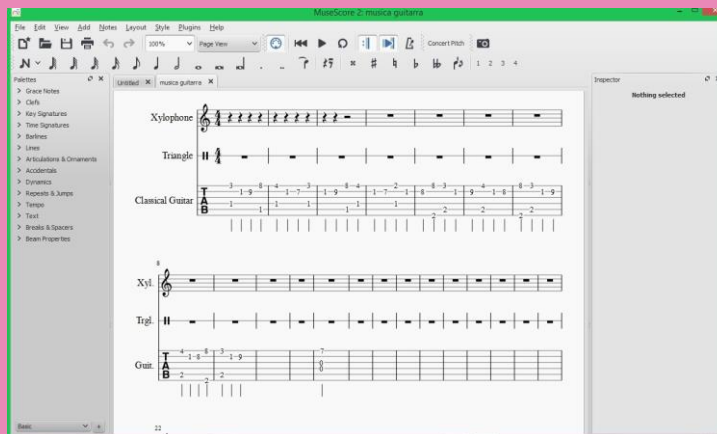 MuseScore 2: musica guitarra
File Edit View Add Notes Layout Style Plugins Help
100% Page View Concert Pitch
1 2 3 4
Palettes
Untitled musica guitarra
Inspector
Grace Notes
Clefs
Key Signatures
Time Signatures
Barlines
Lines
Articulations & Ornaments
Accidentals
Dynamics
Repeats & Jumps
Tempo
Text
Breaks & Spacers
Beam Properties
Nothing selected
Xylophone
Triangle
Classical Guitar
TAB
8
Xyl.
Trgl.
Guit.
TAB
22
Basic